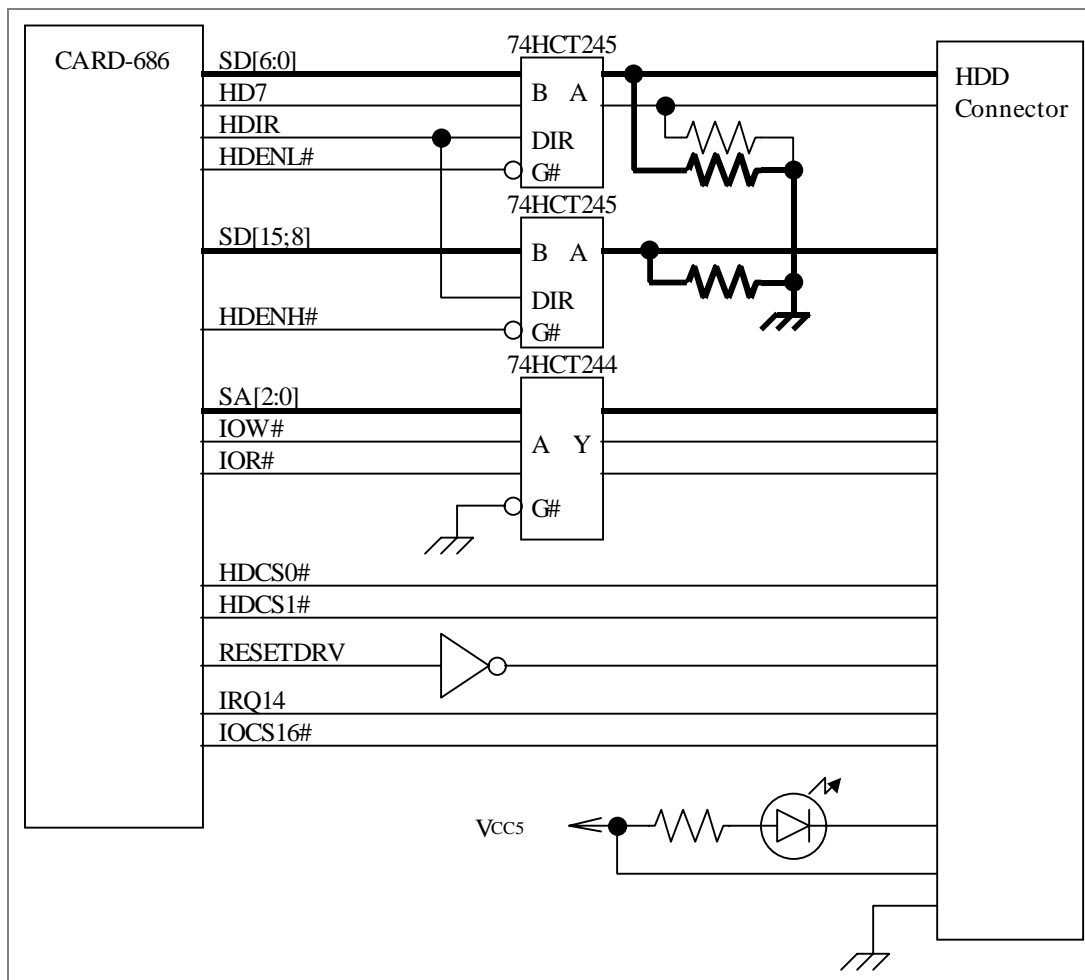 CARD-686
SD[6:0]
HD7
HDIR
HDENL#
SD[15;8]
HDENH#
SA[2:0]
IOW#
IOR#
HDCS0#
HDCS1#
RESETDRV
IRQ14
IOCS16#
74HCT245
B A
DIR
G#
74HCT245
B A
DIR
G#
74HCT244
A Y
G#
VCC5
HDD
Connector